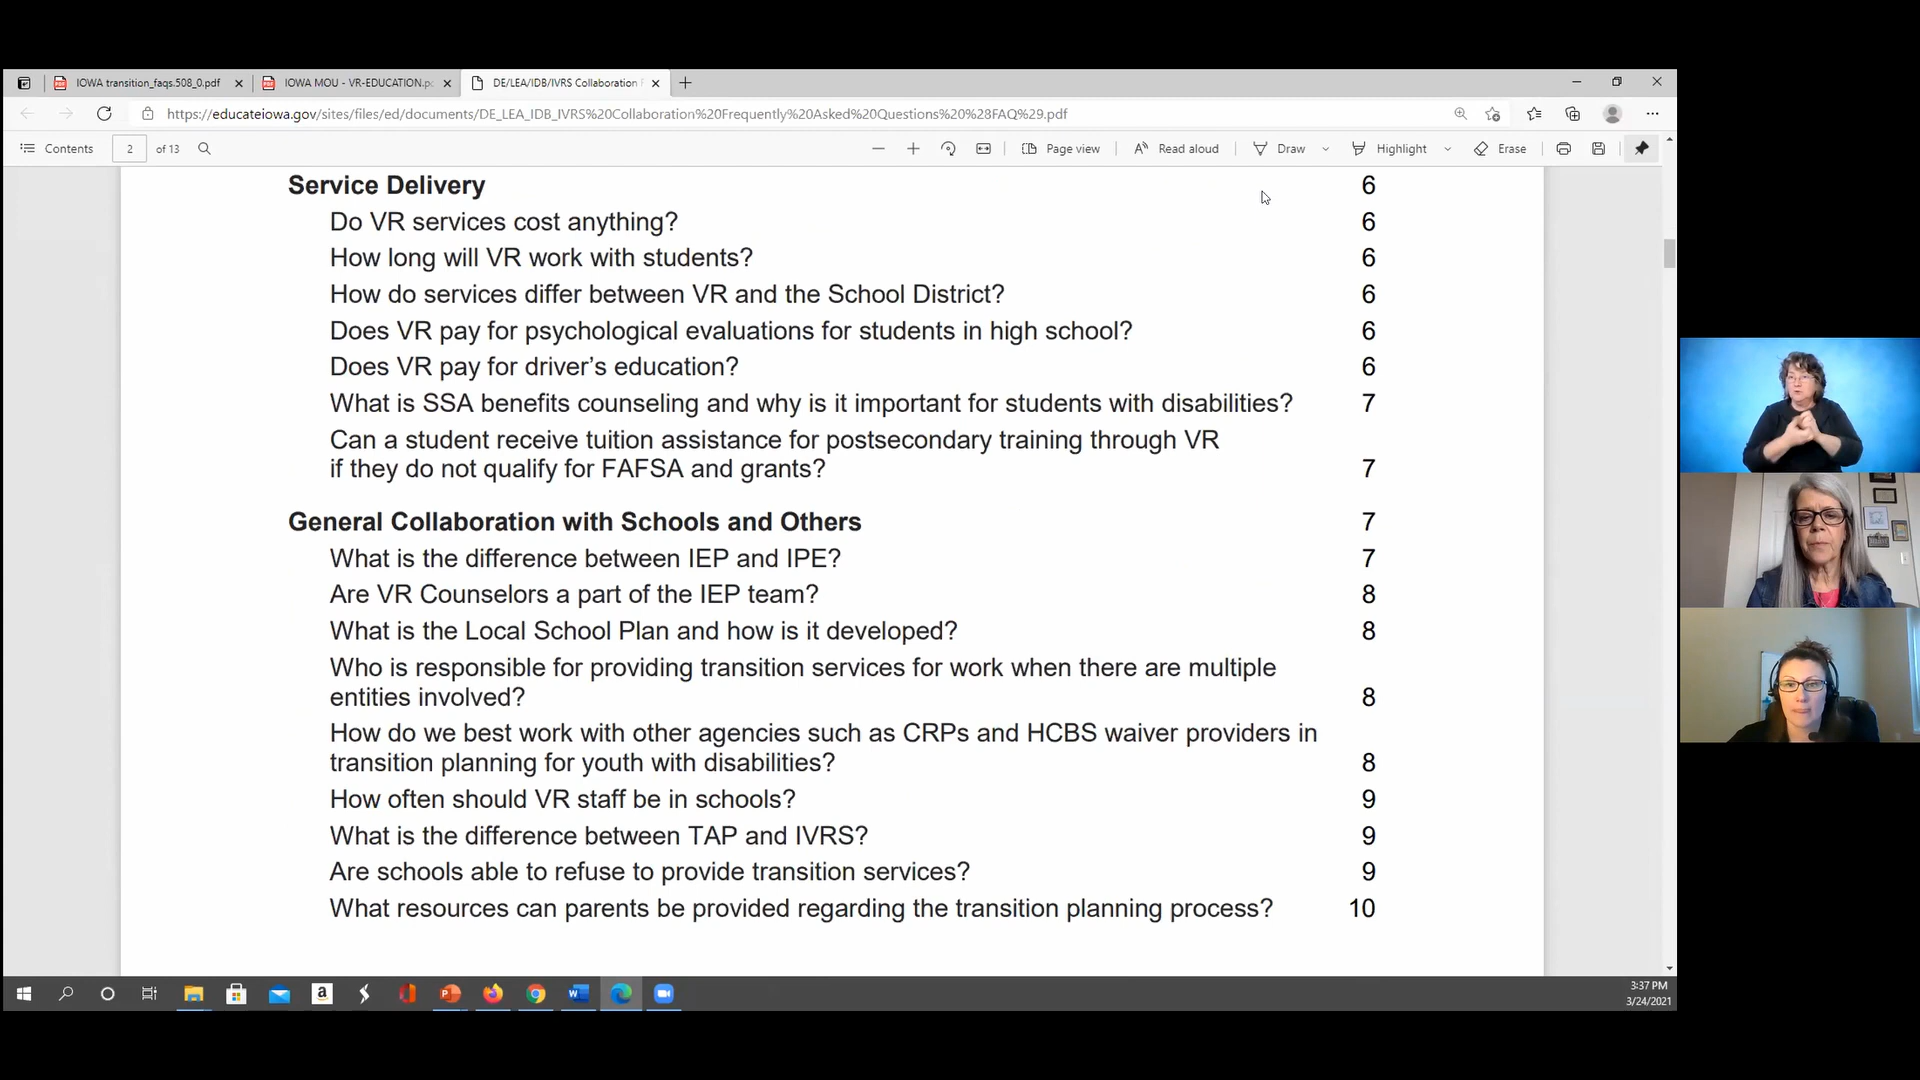 IOWA transition_faqs.508_0.pdf
IOWA MOU - VR-EDUCATION.p
DE/LEA/IDB/IVRS Collaboration
https://educateiowa.gov/sites/files/ed/documents/DE_LEA_IDB_IVRS%20Collaboration%20Frequently%20Asked%20Questions%20%28FAQ%29.pdf
Contents 2 of 13 Page view Read aloud Draw Highlight Erase
Service Delivery 6
Do VR services cost anything? 6
How long will VR work with students? 6
How do services differ between VR and the School District? 6
Does VR pay for psychological evaluations for students in high school? 6
Does VR pay for driver’s education? 6
What is SSA benefits counseling and why is it important for students with disabilities? 7
Can a student receive tuition assistance for postsecondary training through VR
if they do not qualify for FAFSA and grants? 7
General Collaboration with Schools and Others 7
What is the difference between IEP and IPE? 7
Are VR Counselors a part of the IEP team? 8
What is the Local School Plan and how is it developed? 8
Who is responsible for providing transition services for work when there are multiple
entities involved? 8
How do we best work with other agencies such as CRPs and HCBS waiver providers in
transition planning for youth with disabilities? 8
How often should VR staff be in schools? 9
What is the difference between TAP and IVRS? 9
Are schools able to refuse to provide transition services? 9
What resources can parents be provided regarding the transition planning process? 10
3:37 PM
3/24/2021